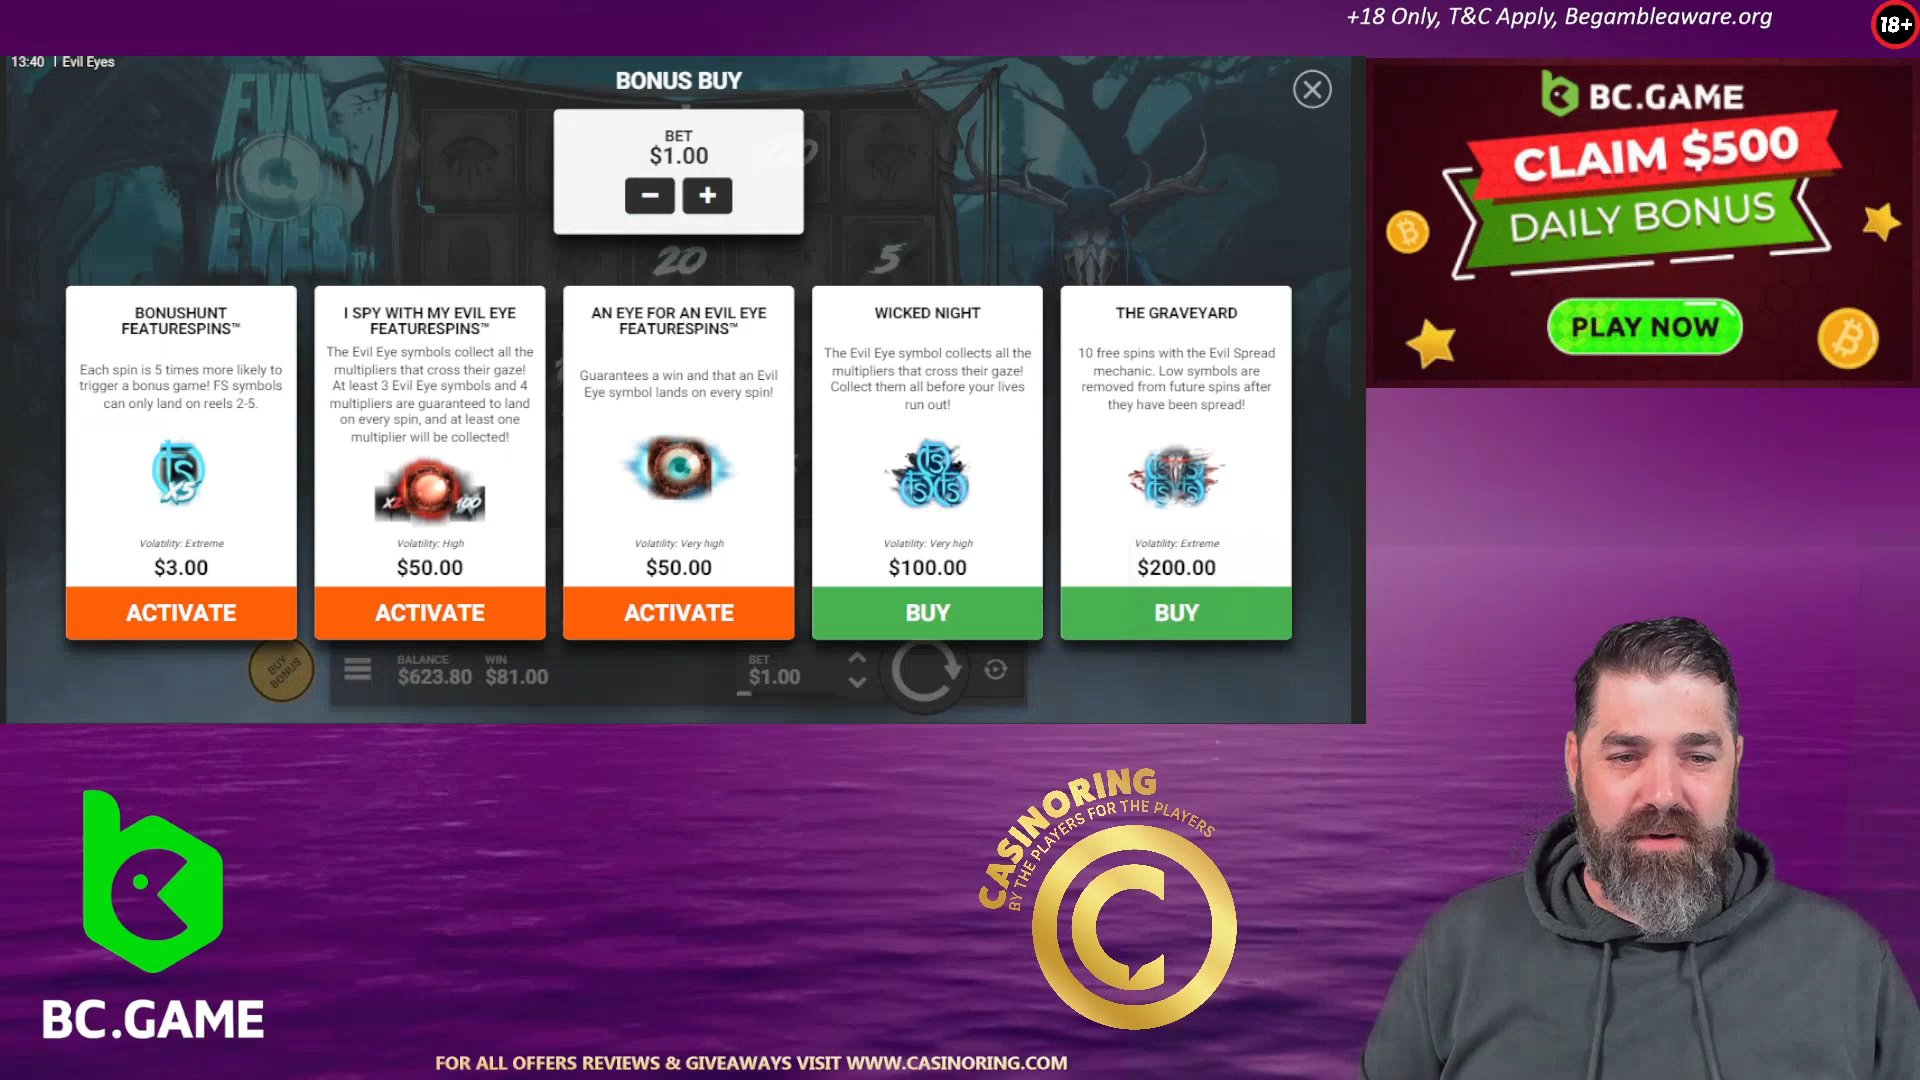 +18 Only, T&C Apply, Begambleaware.org
18+
13:40 | Evil Eyes
EVIL
EYES
BONUS BUY
BET
$1.00
20
5
BONUSHUNT
FEATURESPINS™
Each spin is 5 times more likely to
trigger a bonus game! FS symbols
can only land on reels 2-5.
X5
Volatility: Extreme
$3.00
ACTIVATE
I SPY WITH MY EVIL EYE
FEATURESPINS™
The Evil Eye symbols collect all the
multipliers that cross their gaze!
At least 3 Evil Eye symbols and 4
multipliers are guaranteed to land
on every spin, and at least one
multiplier will be collected!
X2 100
Volatility: High
$50.00
ACTIVATE
AN EYE FOR AN EVIL EYE
FEATURESPINS™
Guarantees a win and that an Evil
Eye symbol lands on every spin!
Volatility: Very high
$50.00
ACTIVATE
WICKED NIGHT
The Evil Eye symbol collects all the
multipliers that cross their gaze!
Collect them all before your lives
run out!
Volatility: Very high
$100.00
BUY
THE GRAVEYARD
10 free spins with the Evil Spread
mechanic. Low symbols are
removed from future spins after
they have been spread!
Volatility: Extreme
$200.00
BUY
BUY
BONUS
BALANCE
$623.80
WIN
$81.00
BET
$1.00
BC.GAME
CLAIM $500
DAILY BONUS
PLAY NOW
BC.GAME
CASINORING
BY THE PLAYERS FOR THE PLAYERS
FOR ALL OFFERS REVIEWS & GIVEAWAYS VISIT WWW.CASINORING.COM